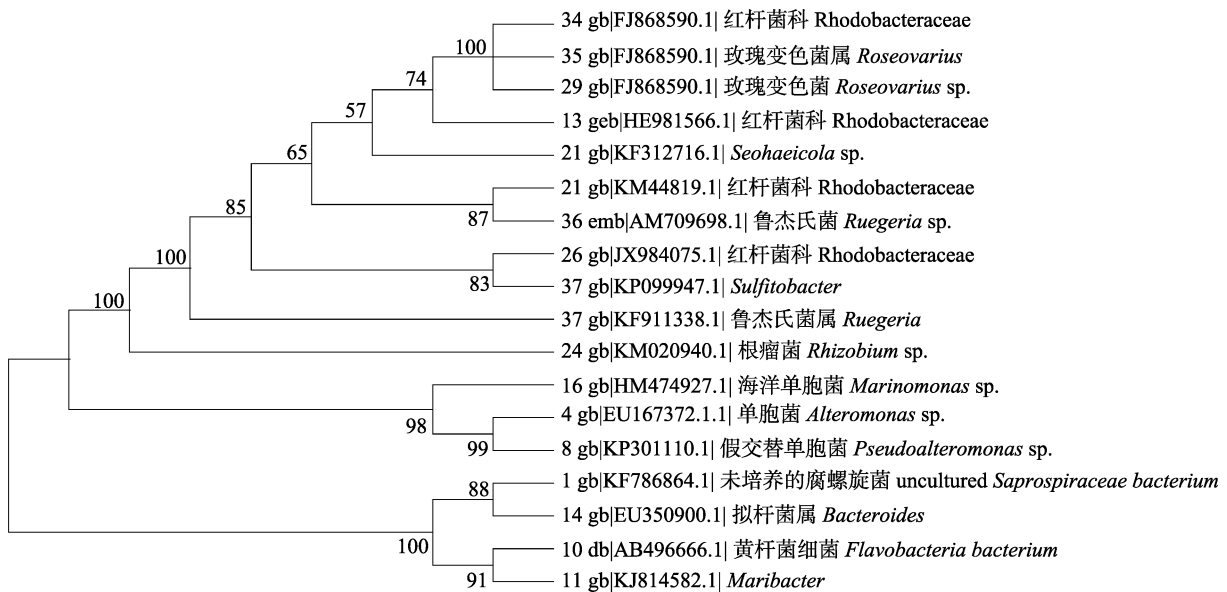 34 gb|FJ868590.1| 红杆菌科 Rhodobacteraceae
100
35 gb|FJ868590.1| 玫瑰变色菌属 Roseovarius
74
29 gb|FJ868590.1| 玫瑰变色菌 Roseovarius sp.
57
13 geb|HE981566.1| 红杆菌科 Rhodobacteraceae
65
21 gb|KF312716.1| Seohaeicola sp.
21 gb|KM44819.1| 红杆菌科 Rhodobacteraceae
85
87
36 emb|AM709698.1| 鲁杰氏菌 Ruegeria sp.
100
26 gb|JX984075.1| 红杆菌科 Rhodobacteraceae
83
37 gb|KP099947.1| Sulfitobacter
100
37 gb|KF911338.1| 鲁杰氏菌属 Ruegeria
24 gb|KM020940.1| 根瘤菌 Rhizobium sp.
16 gb|HM474927.1| 海洋单胞菌 Marinomonas sp.
98
4 gb|EU167372.1.1| 单胞菌 Alteromonas sp.
99
8 gb|KP301110.1| 假交替单胞菌 Pseudoalteromonas sp.
1 gb|KF786864.1| 未培养的腐螺旋菌 uncultured Saprospiraceae bacterium
88
14 gb|EU350900.1| 拟杆菌属 Bacteroides
100
10 db|AB496666.1| 黄杆菌细菌 Flavobacteria bacterium
91
11 gb|KJ814582.1| Maribacter